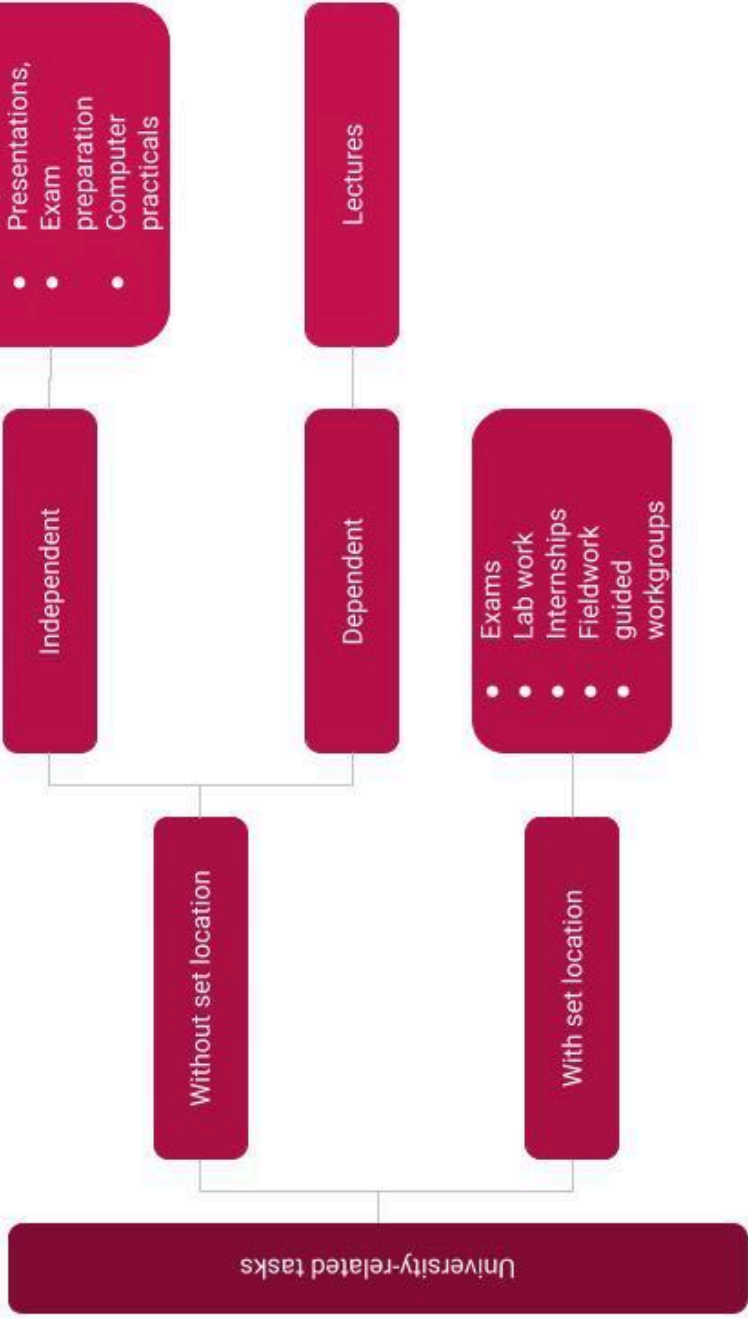 University-related tasks
Without set location
Independent
Presentations,
Exam
preparation
Computer
practicals
Dependent
Lectures
With set location
Exams
Lab work
Internships
Fieldwork
guided
workgroups